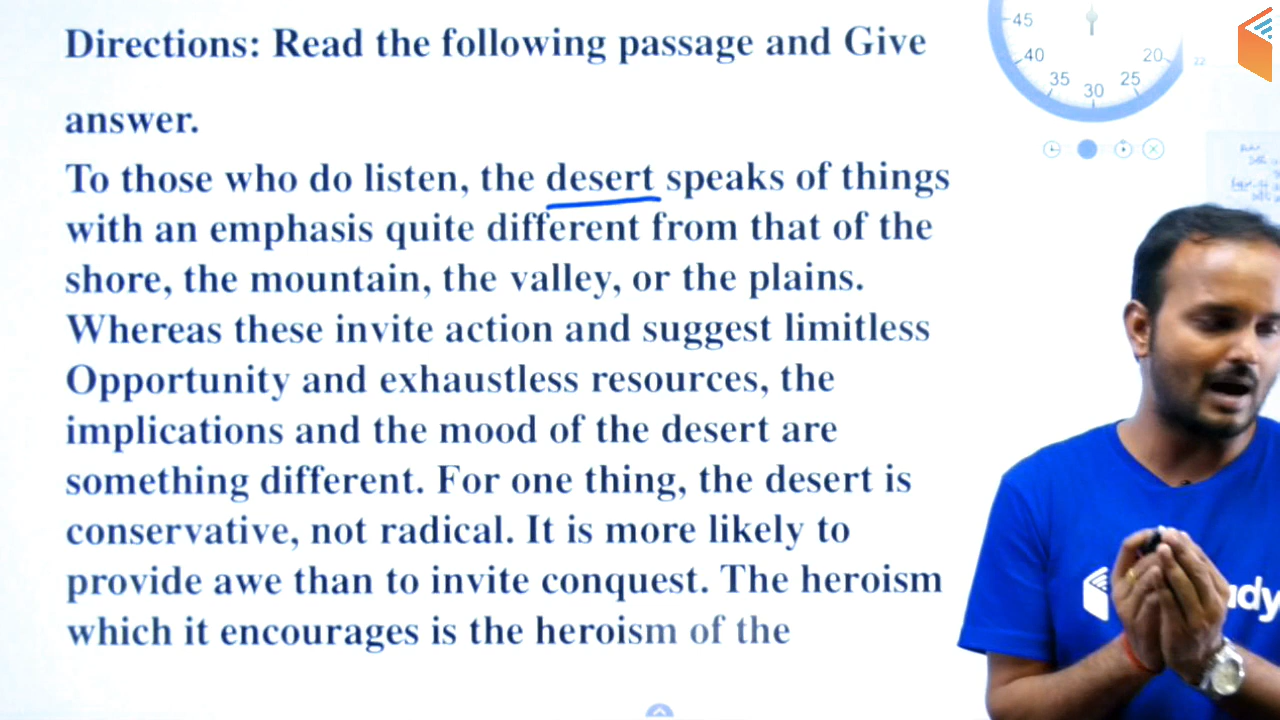 Directions: Read the following passage and Give
answer.
To those who do listen, the desert speaks of things
with an emphasis quite different from that of the
shore, the mountain, the valley, or the plains.
Whereas these invite action and suggest limitless
Opportunity and exhaustless resources, the
implications and the mood of the desert are
something different. For one thing, the desert is
conservative, not radical. It is more likely to
provide awe than to invite conquest. The heroism
which it encourages is the heroism of the
45
40
35
30
25
20
22